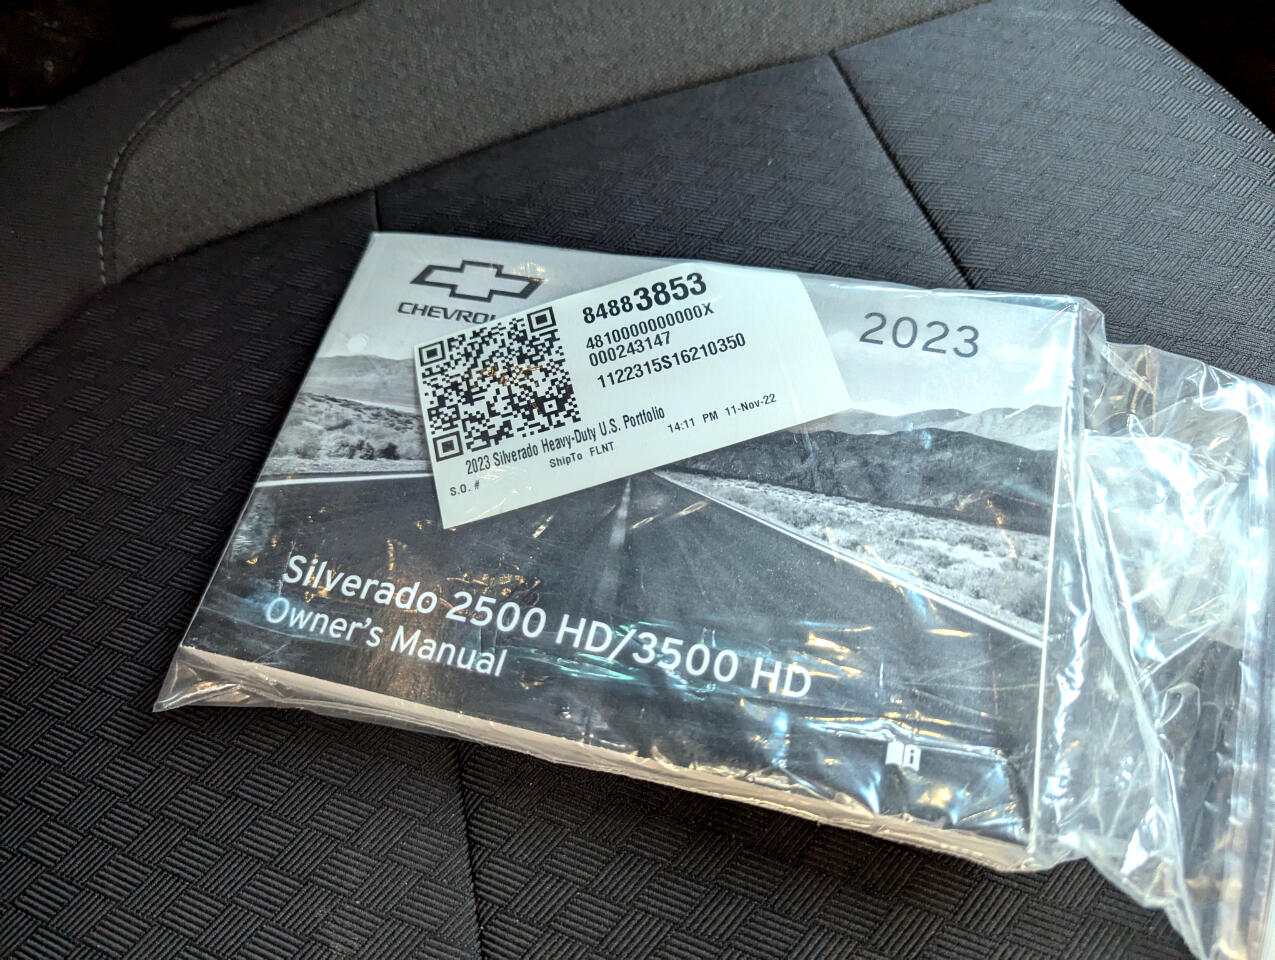 CHEVROL
2023
84883853
4810000000000X
000243147
1122315S16210350
2023 Silverado Heavy-Duty U.S. Portfolio
ShipTo FLNT 14:11 PM 11-Nov-22
S.O. #
Silverado 2500 HD/3500 HD
Owner's Manual